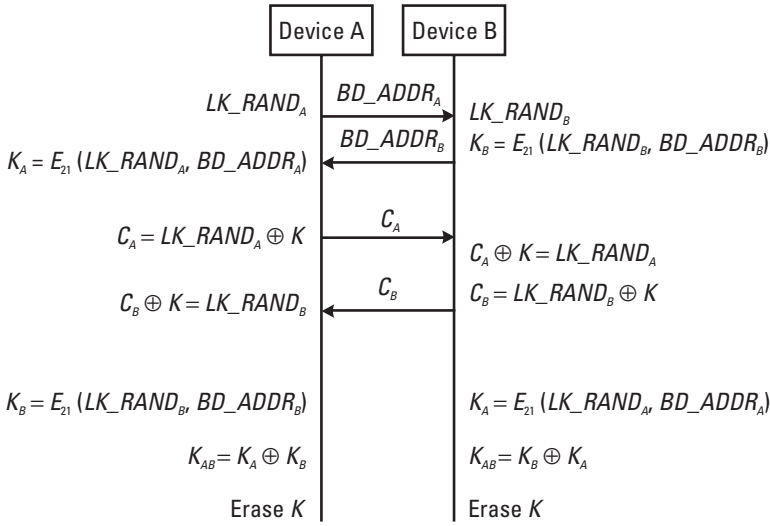 Device A
Device B
LK_RAND_A
BD_ADDR_A
LK_RAND_B
BD_ADDR_B
K_A = E_21 (LK_RAND_A, BD_ADDR_A)
K_B = E_21 (LK_RAND_B, BD_ADDR_B)
C_A = LK_RAND_A ⊕ K
C_A
C_A ⊕ K = LK_RAND_A
C_B ⊕ K = LK_RAND_B
C_B
C_B = LK_RAND_B ⊕ K
K_B = E_21 (LK_RAND_B, BD_ADDR_B)
K_A = E_21 (LK_RAND_A, BD_ADDR_A)
K_AB = K_A ⊕ K_B
K_AB = K_B ⊕ K_A
Erase K
Erase K